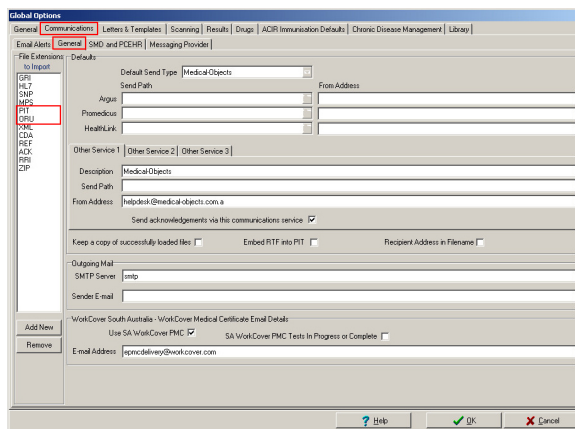 Global Options
General Communications Letters & Templates Scanning Results Drugs ACIR Immunisation Defaults Chronic Disease Management Library
Email Alerts General SMD and PCEHR Messaging Provider
File Extensions to Import
GRI
HL7
SNP
MPS
PIT
ORU
XML
CDA
REF
ACK
RRI
ZIP
Add New
Remove
Defaults
Default Send Type Medical-Objects
Send Path From Address
Argus
Promedicus
HealthLink
Other Service 1 Other Service 2 Other Service 3
Description Medical-Objects
Send Path
From Address helpdesk@medical-objects.com.a
Send acknowledgements via this communications service
Keep a copy of successfully loaded files Embed RTF into PIT Recipient Address in Filename
Outgoing Mail
SMTP Server smtp
Sender E-mail
WorkCover South Australia - WorkCover Medical Certificate Email Details
Use SA WorkCover PMC SA WorkCover PMC Tests In Progress or Complete
E-mail Address epmcdelivery@workcover.com
Help OK Cancel